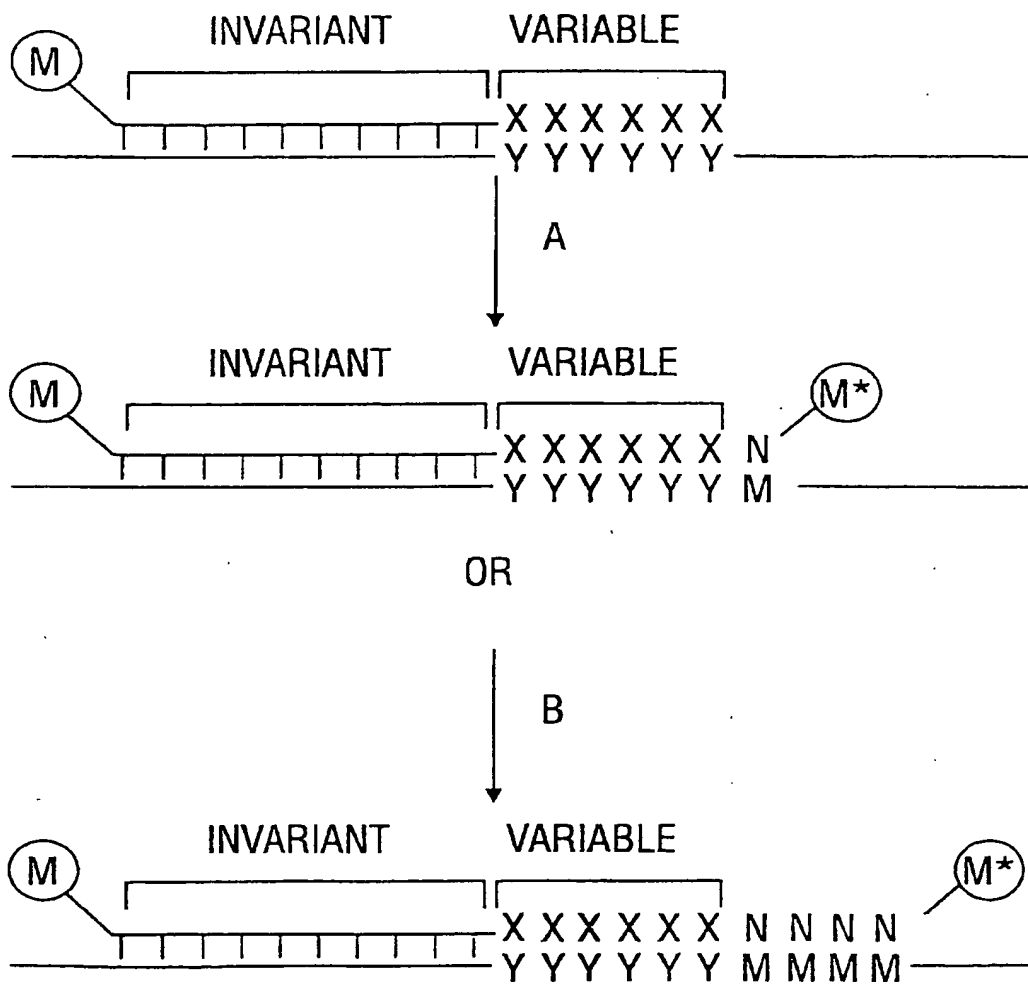 INVARIANT VARIABLE
M
X X X X X X
Y Y Y Y Y Y
A
INVARIANT VARIABLE
M M*
X X X X X X N
Y Y Y Y Y Y M
OR
B
INVARIANT VARIABLE
M M*
X X X X X X N N N N
Y Y Y Y Y Y M M M M